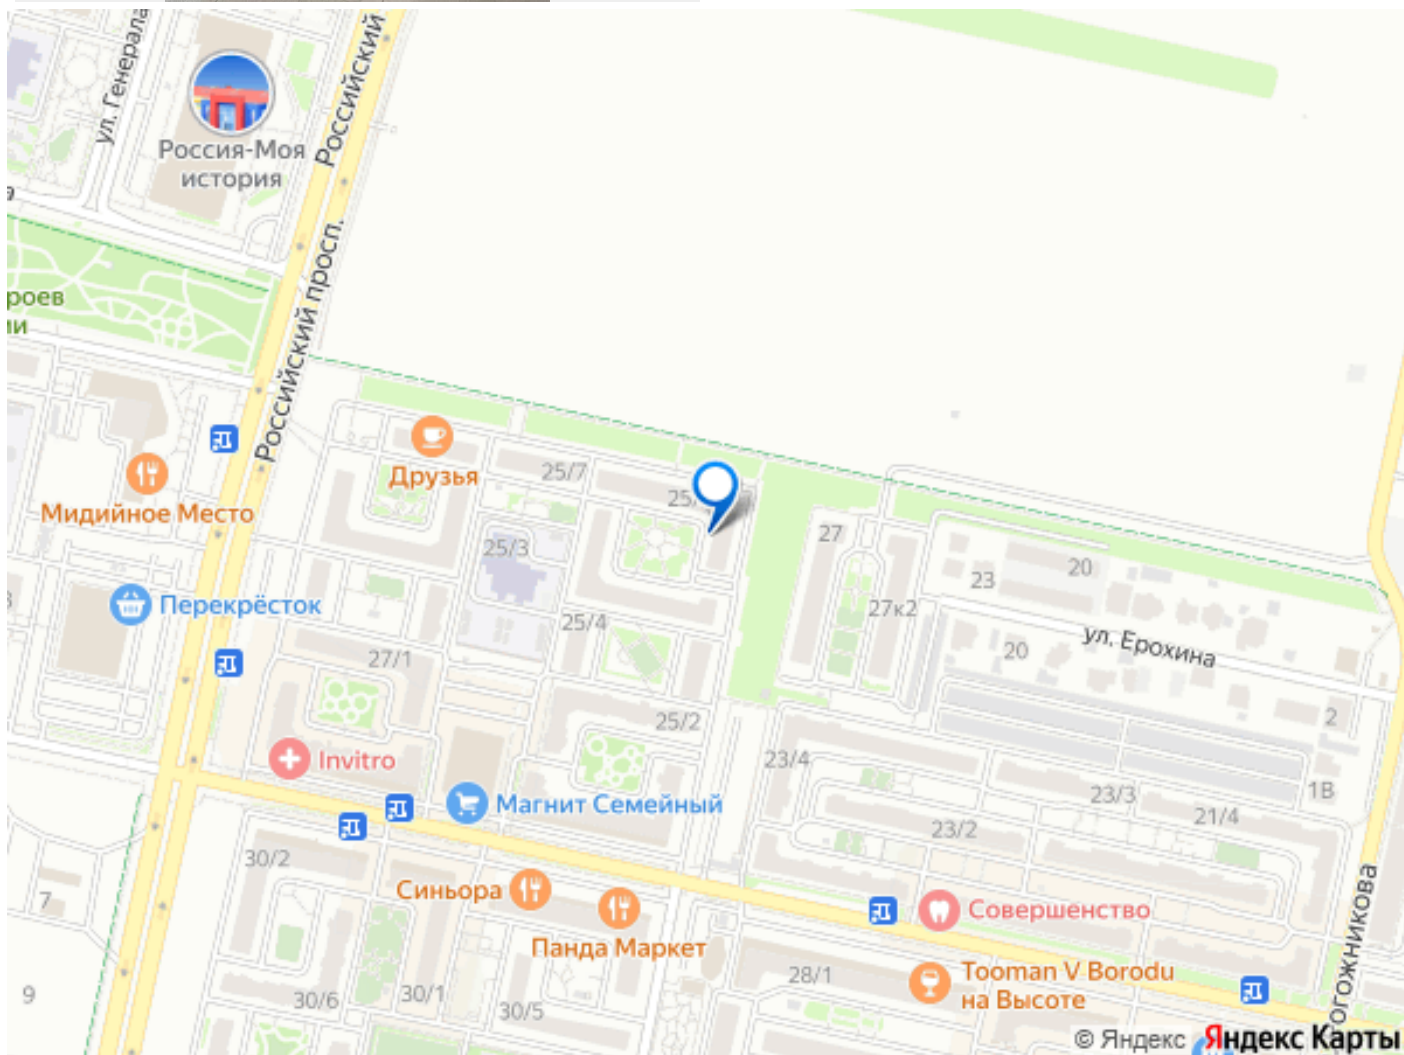 ул. Генерала
Российский
Россия-Моя
история
Российский просп.
роев
ии
Друзья
25/7
Мидийное Место
25/3
27
20
23
Перекрёсток
27к2
25/4
ул. Ерохина
27/1
20
25/2
2
Invitro
23/4
1В
Магнит Семейный
23/3
21/4
23/2
30/2
Синьора
7
Совершенство
Панда Маркет
28/1
Tooman V Borodu
на Высоте
9
30/6
30/1
30/5
огожникова
© Яндекс Яндекс Карты